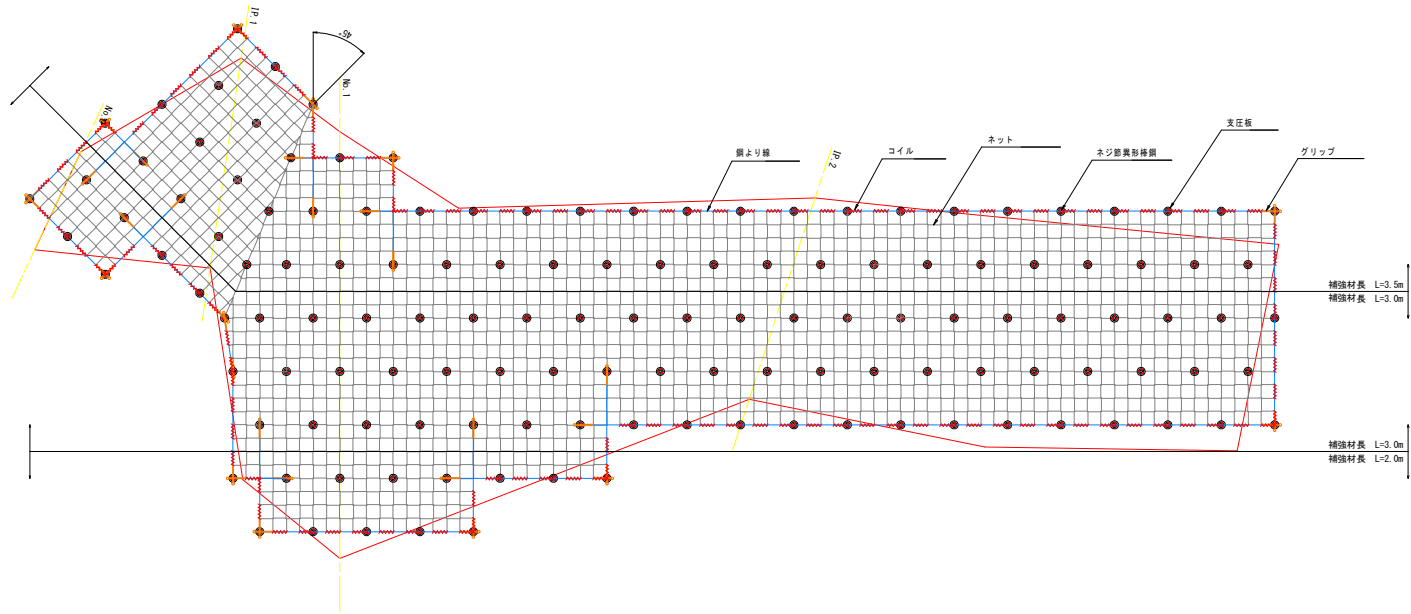 IP.1
45°
No.1
No.
鋼より線
コイル
IP.2
ネット
ネジ節異形棒鋼
支圧板
グリップ
補強材長 L=3.5m
補強材長 L=3.0m
補強材長 L=3.0m
補強材長 L=2.0m